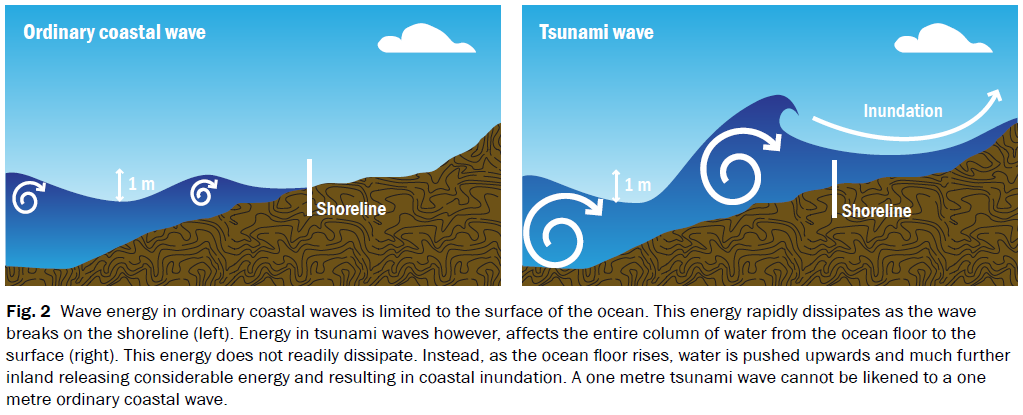 Ordinary coastal wave
1 m
Shoreline
Tsunami wave
Inundation
1 m
Shoreline
Fig. 2 Wave energy in ordinary coastal waves is limited to the surface of the ocean. This energy rapidly dissipates as the wave
breaks on the shoreline (left). Energy in tsunami waves however, affects the entire column of water from the ocean floor to the
surface (right). This energy does not readily dissipate. Instead, as the ocean floor rises, water is pushed upwards and much further
inland releasing considerable energy and resulting in coastal inundation. A one metre tsunami wave cannot be likened to a one
metre ordinary coastal wave.